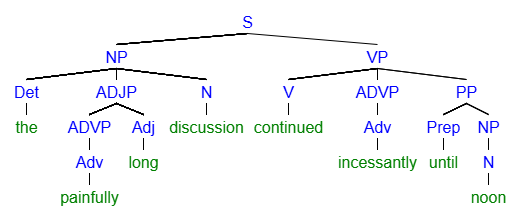 S
NP VP
Det ADJP N V ADVP PP
the ADVP Adj discussion continued Adv Prep NP
Adv long incessantly until N
painfully noon